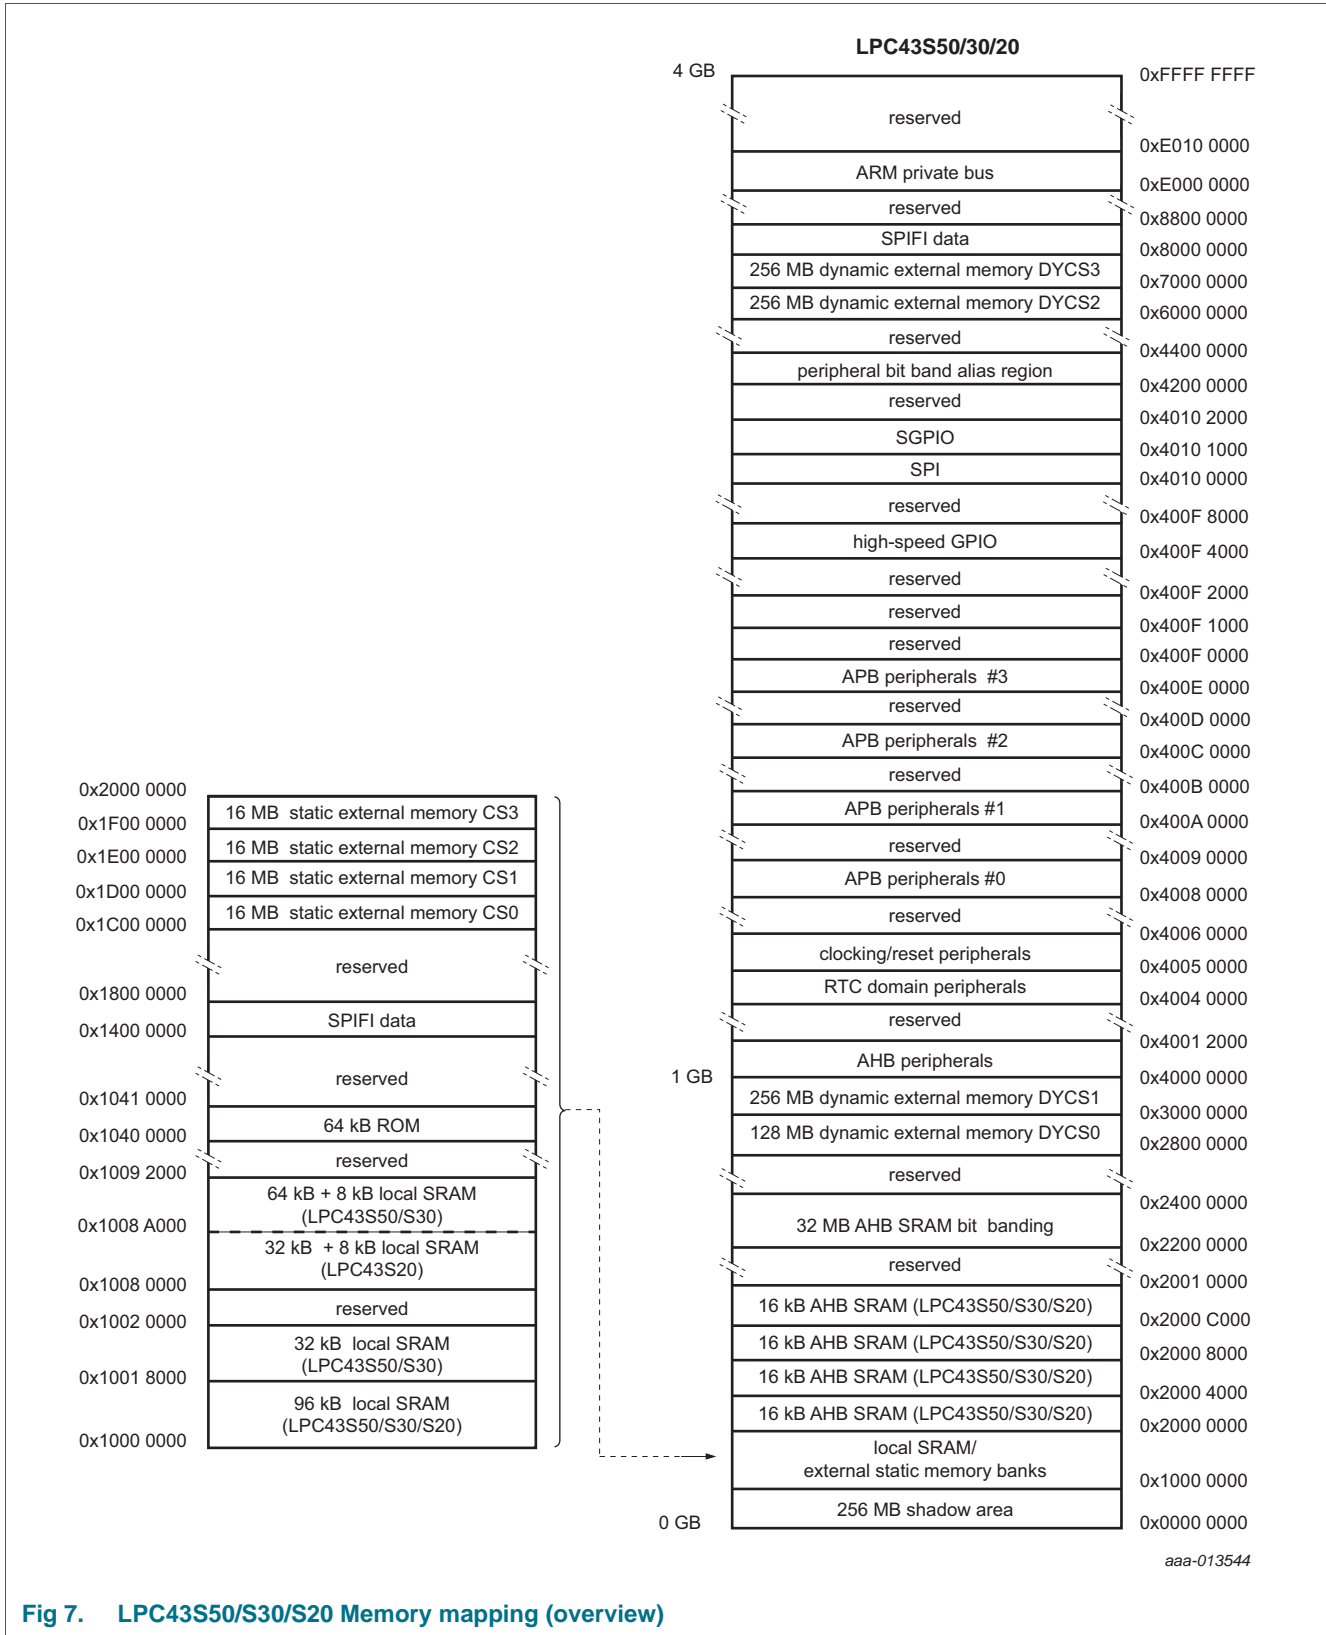 LPC43S50/30/20
4 GB
0xFFFF FFFF
reserved
0xE010 0000
ARM private bus
0xE000 0000
reserved
0x8800 0000
SPIFI data
0x8000 0000
256 MB dynamic external memory DYCS3
0x7000 0000
256 MB dynamic external memory DYCS2
0x6000 0000
reserved
0x4400 0000
peripheral bit band alias region
0x4200 0000
reserved
0x4010 2000
SGPIO
0x4010 1000
SPI
0x4010 0000
reserved
0x400F 8000
high-speed GPIO
0x400F 4000
reserved
0x400F 2000
reserved
0x400F 1000
reserved
0x400F 0000
APB peripherals #3
0x400E 0000
reserved
0x400D 0000
APB peripherals #2
0x400C 0000
reserved
0x400B 0000
APB peripherals #1
0x400A 0000
reserved
0x4009 0000
APB peripherals #0
0x4008 0000
reserved
0x4006 0000
clocking/reset peripherals
0x4005 0000
RTC domain peripherals
0x4004 0000
reserved
0x4001 2000
AHB peripherals
1 GB
0x4000 0000
256 MB dynamic external memory DYCS1
0x3000 0000
128 MB dynamic external memory DYCS0
0x2800 0000
reserved
0x2400 0000
32 MB AHB SRAM bit banding
0x2200 0000
reserved
0x2001 0000
16 kB AHB SRAM (LPC43S50/S30/S20)
0x2000 C000
16 kB AHB SRAM (LPC43S50/S30/S20)
0x2000 8000
16 kB AHB SRAM (LPC43S50/S30/S20)
0x2000 4000
16 kB AHB SRAM (LPC43S50/S30/S20)
0x2000 0000
local SRAM/
external static memory banks
0x1000 0000
256 MB shadow area
0 GB
0x0000 0000
0x2000 0000
16 MB static external memory CS3
0x1F00 0000
16 MB static external memory CS2
0x1E00 0000
16 MB static external memory CS1
0x1D00 0000
16 MB static external memory CS0
0x1C00 0000
reserved
0x1800 0000
SPIFI data
0x1400 0000
reserved
0x1041 0000
64 kB ROM
0x1040 0000
reserved
0x1009 2000
64 kB + 8 kB local SRAM
(LPC43S50/S30)
0x1008 A000
32 kB + 8 kB local SRAM
(LPC43S20)
0x1008 0000
reserved
0x1002 0000
32 kB local SRAM
(LPC43S50/S30)
0x1001 8000
96 kB local SRAM
(LPC43S50/S30/S20)
0x1000 0000
aaa-013544
Fig 7. LPC43S50/S30/S20 Memory mapping (overview)